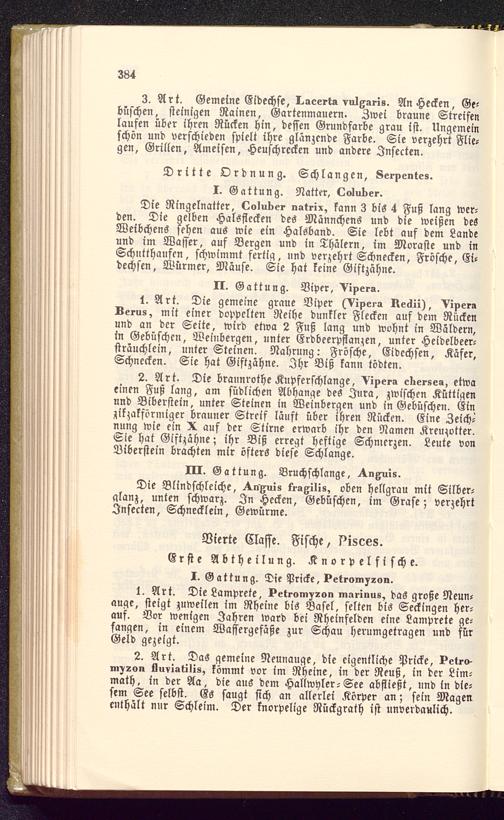 384
3. Art. Gemeine Eidechse, Lacerta vulgaris. An Hecken, Ge-
büschen, steinigen Rainen, Gartenmauern. Zwei braune Streifen
laufen über ihren Rücken hin, dessen Grundfarbe grau ist. Ungemein
schön und verschieden spielt ihre glänzende Farbe. Sie verzehrt Flie-
gen, Grillen, Ameisen, Heuschrecken und andere Insecten.
Dritte Ordnung. Schlangen, Serpentes.
I. Gattung. Natter, Coluber.
Die Ringelnatter, Coluber natrix, kann 3 bis 4 Fuß lang wer-
den. Die gelben Halsflecken des Männchens und die weißen des
Weibchens sehen aus wie ein Halsband. Sie lebt auf dem Lande
und im Wasser, auf Bergen und in Thälern, im Moraste und in
Schutthaufen, schwimmt fertig, und verzehrt Schnecken, Frösche, Ei-
dechsen, Würmer, Mäuse. Sie hat keine Giftzähne.
II. Gattung. Viper, Vipera.
1. Art. Die gemeine graue Viper (Vipera Redii), Vipera
Berus, mit einer doppelten Reihe dunkler Flecken auf dem Rücken
und an der Seite, wird etwa 2 Fuß lang und wohnt in Wäldern,
in Gebüschen, Weinbergen, unter Erdbeerpflanzen, unter Heidelbeer-
sträuchlein, unter Steinen. Nahrung: Frösche, Eidechsen, Käfer,
Schnecken. Sie hat Giftzähne. Ihr Biß kann tödten.
2. Art. Die braunrothe Kupferschlange, Vipera chersea, etwa
einen Fuß lang, am südlichen Abhange des Jura, zwischen Küttigen
und Biberstein, unter Steinen in Weinbergen und in Gebüschen. Ein
zikzakförmiger brauner Streif läuft über ihren Rücken. Eine Zeich-
nung wie ein X auf der Stirne erwarb ihr den Namen Kreuzotter.
Sie hat Giftzähne; ihr Biß erregt heftige Schmerzen. Leute von
Biberstein brachten mir öfters diese Schlange.
III. Gattung. Bruchschlange, Anguis.
Die Blindschleiche, Anguis fragilis, oben hellgrau mit Silber-
glanz, unten schwarz. In Hecken, Gebüschen, im Grase; verzehrt
Insecten, Schnecklein, Gewürme.
Vierte Classe. Fische, Pisces.
Erste Abtheilung. Knorpelfische.
I. Gattung. Die Pricke, Petromyzon.
1. Art. Die Lamprete, Petromyzon marinus, das große Neun-
auge, steigt zuweilen im Rheine bis Basel, selten bis Seckingen her-
auf. Vor wenigen Jahren ward bei Rheinfelden eine Lamprete ge-
fangen, in einem Wassergefäße zur Schau herumgetragen und für
Geld gezeigt.
2. Art. Das gemeine Neunauge, die eigentliche Pricke, Petro-
myzon fluviatilis, kömmt vor im Rheine, in der Reuß, in der Lim-
math, in der Aa, die aus dem Hallwyler-See abfließt, und in die-
sem See selbst. Es saugt sich an allerlei Körper an; sein Magen
enthält nur Schleim. Der knorpelige Rückgrath ist unverdaulich.